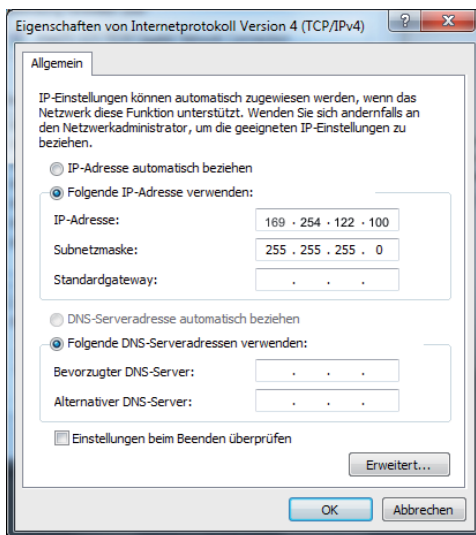 Eigenschaften von Internetprotokoll Version 4 (TCP/IPv4)
Allgemein
IP-Einstellungen können automatisch zugewiesen werden, wenn das
Netzwerk diese Funktion unterstützt. Wenden Sie sich andernfalls an
den Netzwerkadministrator, um die geeigneten IP-Einstellungen zu
beziehen.
IP-Adresse automatisch beziehen
Folgende IP-Adresse verwenden:
IP-Adresse: 169 . 254 . 122 . 100
Subnetzmaske: 255 . 255 . 255 . 0
Standardgateway: . . .
DNS-Serveradresse automatisch beziehen
Folgende DNS-Serveradressen verwenden:
Bevorzugter DNS-Server: . . .
Alternativer DNS-Server: . . .
Einstellungen beim Beenden überprüfen
Erweitert...
OK Abbrechen